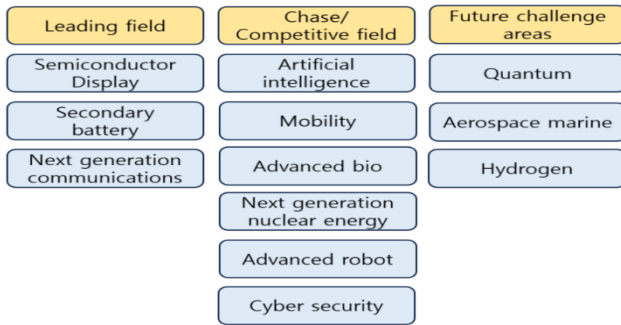 Leading field
Semiconductor
Display
Secondary
battery
Next generation
communications
Chase/
Competitive field
Artificial
intelligence
Mobility
Advanced bio
Next generation
nuclear energy
Advanced robot
Cyber security
Future challenge
areas
Quantum
Aerospace marine
Hydrogen